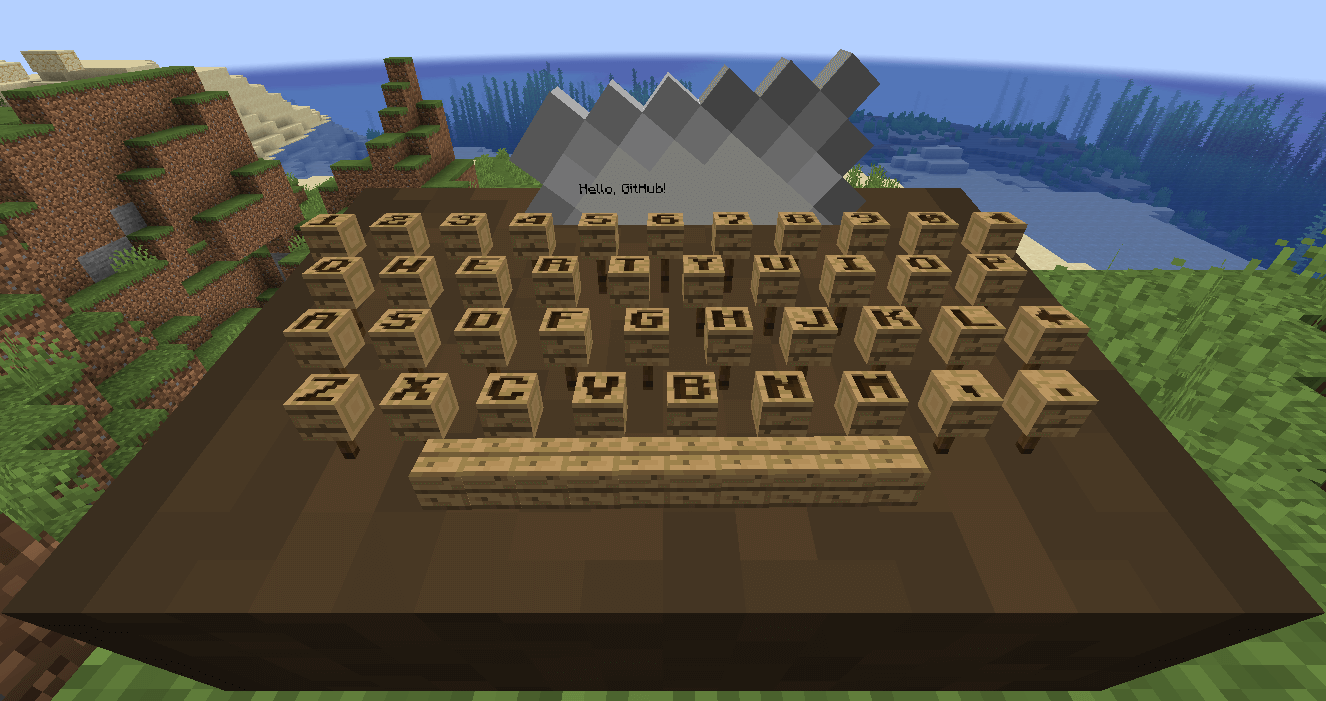 Hello, GitHub!
1 2 3 4 5 6 7 8 9 0
Q W E R T Y U I O P
A S D F G H J K L
Z X C V B N M , .